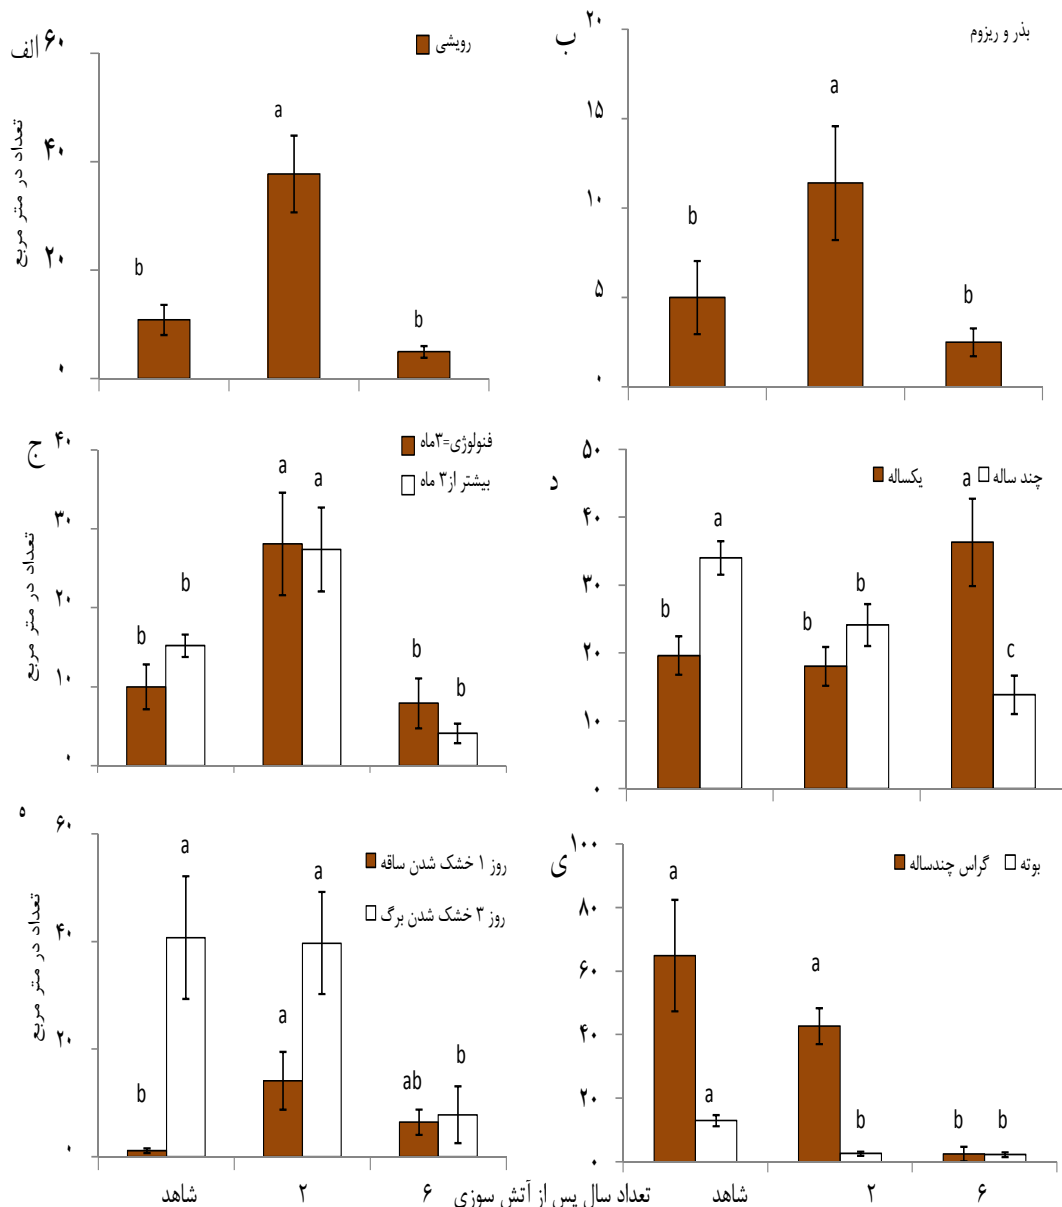 الف
۶۰
۴۰
۲۰
۰
تعداد در متر مربع
رویشی
b
a
b
ب
۲۰
۱۵
۱۰
۵
۰
بذر و ریزوم
b
a
b
ج
۴۰
۳۰
۲۰
۱۰
۰
تعداد در متر مربع
فنولوژی=۳ماه
بیشتر از۳ ماه
b
b
a
a
b
b
د
۵۰
۴۰
۳۰
۲۰
۱۰
۰
یکساله
چند ساله
b
a
b
b
a
c
ه
۶۰
۴۰
۲۰
۰
تعداد در متر مربع
روز ۱ خشک شدن ساقه
روز ۳ خشک شدن برگ
b
a
a
a
ab
b
ی
۱۰۰
۸۰
۶۰
۴۰
۲۰
۰
گراس چندساله
بوته
a
a
a
b
b
b
شاهد
۲
۶
تعداد سال پس از آتش سوزی
شاهد
۲
۶